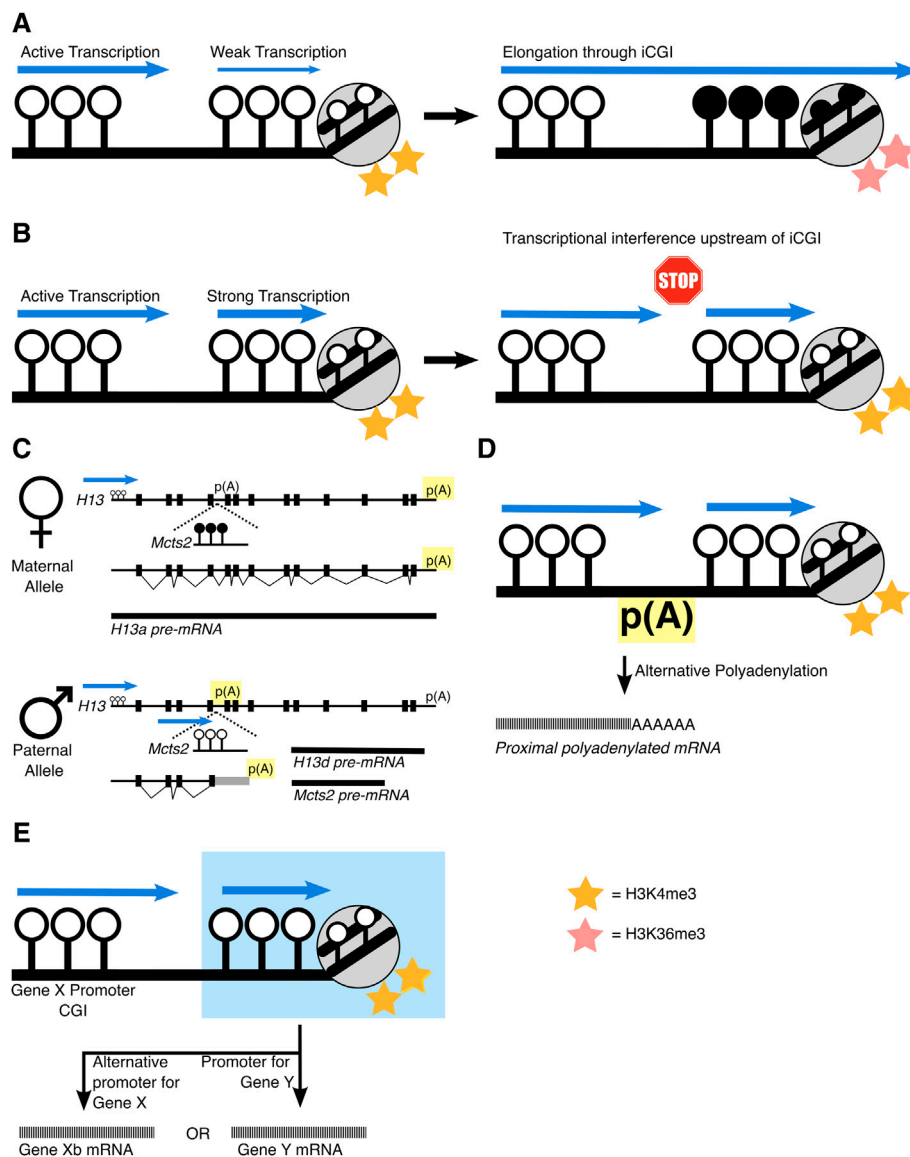 A
Active Transcription
Weak Transcription
Elongation through iCGI
B
Transcriptional interference upstream of iCGI
STOP
Active Transcription
Strong Transcription
C
H13
p(A)
p(A)
Mcts2
Maternal
Allele
p(A)
H13a pre-mRNA
H13
p(A)
p(A)
Mcts2
Paternal
Allele
H13d pre-mRNA
p(A)
Mcts2 pre-mRNA
D
p(A)
Alternative Polyadenylation
AAAAAA
Proximal polyadenylated mRNA
E
Gene X Promoter
CGI
Alternative
promoter for
Gene X
Promoter for
Gene Y
Gene Xb mRNA
OR
Gene Y mRNA
= H3K4me3
= H3K36me3